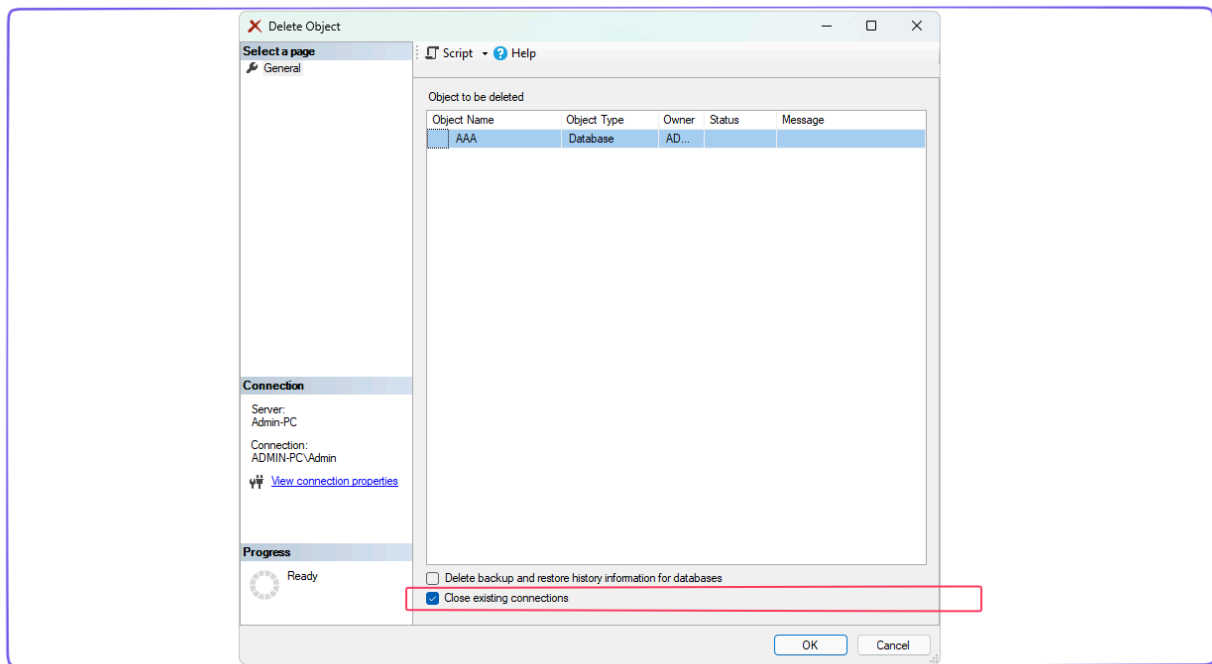 Delete Object
Select a page
General
Script Help
Object to be deleted
Object Name Object Type Owner Status Message
AAA Database AD...
Connection
Server:
Admin-PC
Connection:
ADMIN-PC\Admin
View connection properties
Progress
Ready
Delete backup and restore history information for databases
Close existing connections
OK Cancel